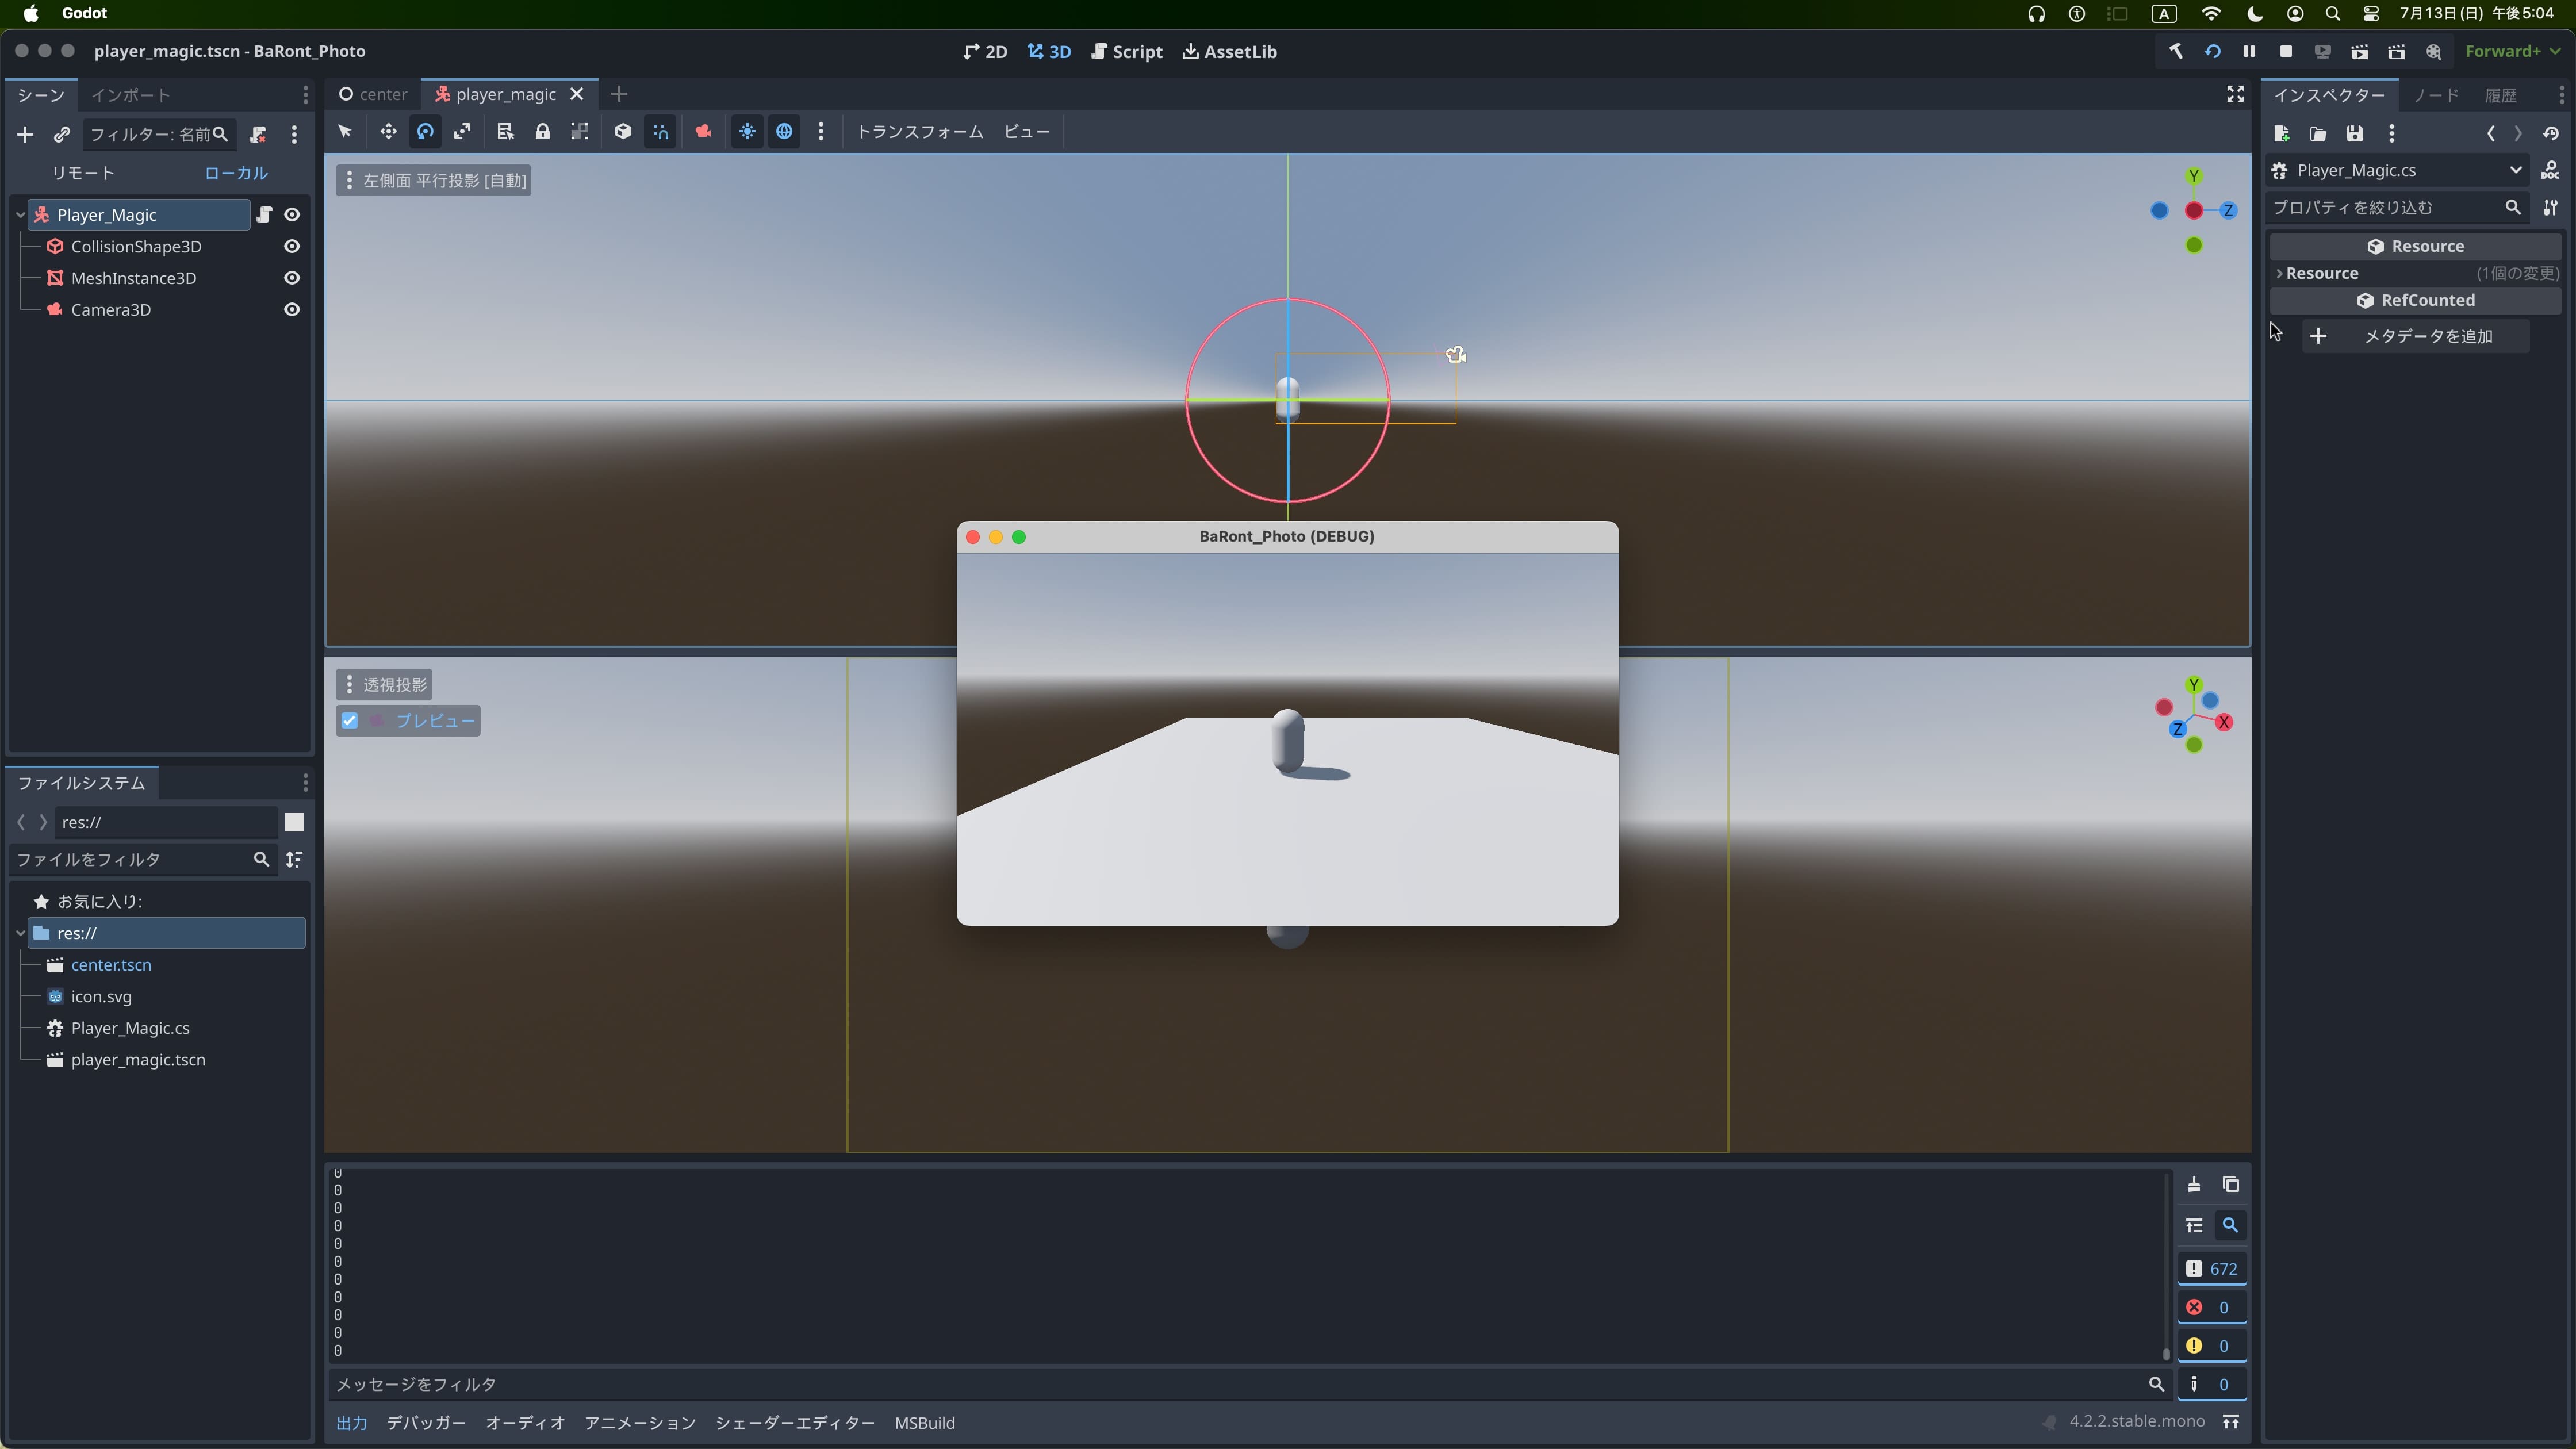 Godot
A
7月13日(日) 午後5:04
player_magic.tscn - BaRont_Photo
2D
3D
Script
AssetLib
Forward+
シーン
インポート
center
player_magic
インスペクター
ノード
履歴
フィルター: 名前
トランスフォーム
ビュー
リモート
ローカル
Player_Magic.cs
DOC
左側面 平行投影 [自動]
Y
Z
プロパティを絞り込む
Player_Magic
CollisionShape3D
MeshInstance3D
Camera3D
Resource
Resource
(1個の変更)
RefCounted
メタデータを追加
BaRont_Photo (DEBUG)
透視投影
プレビュー
Y
X
Z
ファイルシステム
res://
ファイルをフィルタ
お気に入り:
res://
center.tscn
icon.svg
Player_Magic.cs
player_magic.tscn
0
0
0
0
0
0
0
0
0
0
0
672
0
0
0
メッセージをフィルタ
出力
デバッガー
オーディオ
アニメーション
シェーダーエディター
MSBuild
4.2.2.stable.mono